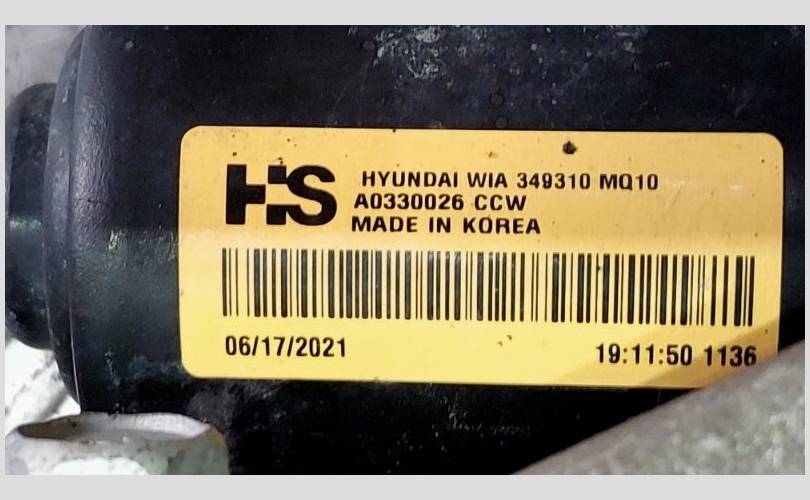 HS HYUNDAI WIA 349310 MQ10
A0330026 CCW
MADE IN KOREA
06/17/2021 19:11:50 1136